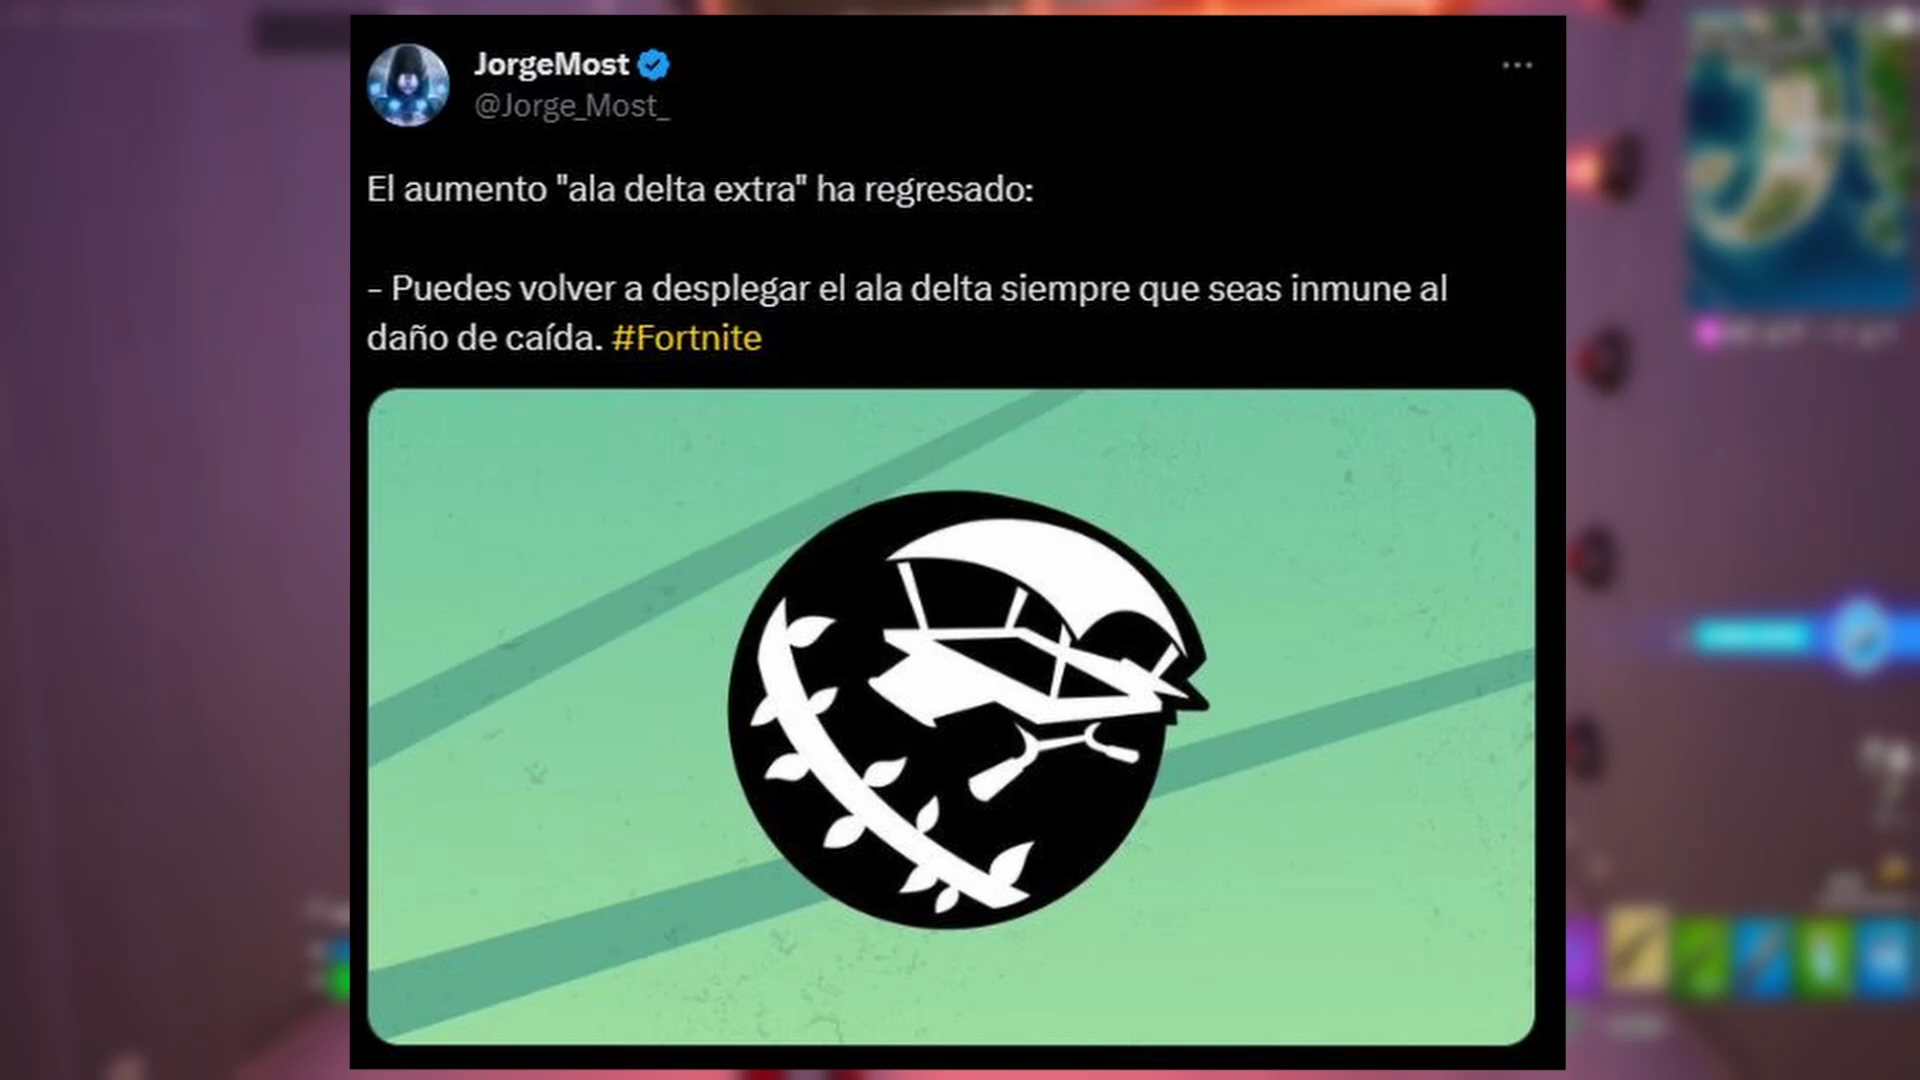 JorgeMost
@Jorge_Most_
El aumento "ala delta extra" ha regresado:
- Puedes volver a desplegar el ala delta siempre que seas inmune al
daño de caída. #Fortnite